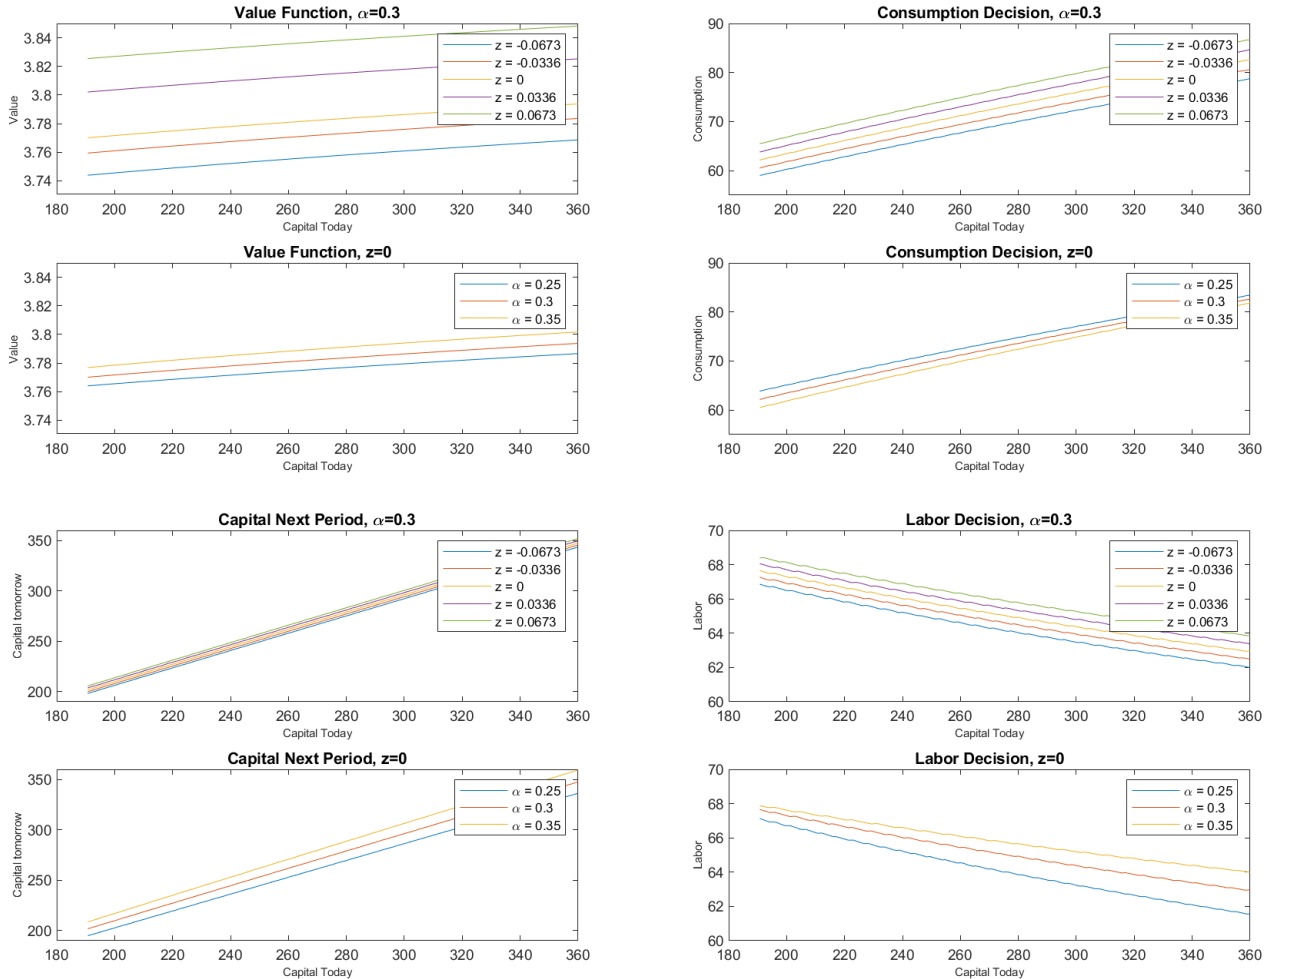 Value Function, α=0.3
3.84
3.82
3.8
3.78
3.76
3.74
Value
z = -0.0673
z = -0.0336
z = 0
z = 0.0336
z = 0.0673
180 200 220 240 260 280 300 320 340 360
Capital Today
Consumption Decision, α=0.3
90
80
70
60
Consumption
z = -0.0673
z = -0.0336
z = 0
z = 0.0336
z = 0.0673
180 200 220 240 260 280 300 320 340 360
Capital Today
Value Function, z=0
3.84
3.82
3.8
3.78
3.76
3.74
Value
α = 0.25
α = 0.3
α = 0.35
180 200 220 240 260 280 300 320 340 360
Capital Today
Consumption Decision, z=0
90
80
70
60
Consumption
α = 0.25
α = 0.3
α = 0.35
180 200 220 240 260 280 300 320 340 360
Capital Today
Capital Next Period, α=0.3
350
300
250
200
Capital tomorrow
z = -0.0673
z = -0.0336
z = 0
z = 0.0336
z = 0.0673
180 200 220 240 260 280 300 320 340 360
Capital Today
Labor Decision, α=0.3
70
68
66
64
62
60
Labor
z = -0.0673
z = -0.0336
z = 0
z = 0.0336
z = 0.0673
180 200 220 240 260 280 300 320 340 360
Capital Today
Capital Next Period, z=0
350
300
250
200
Capital tomorrow
α = 0.25
α = 0.3
α = 0.35
180 200 220 240 260 280 300 320 340 360
Capital Today
Labor Decision, z=0
70
68
66
64
62
60
Labor
α = 0.25
α = 0.3
α = 0.35
180 200 220 240 260 280 300 320 340 360
Capital Today